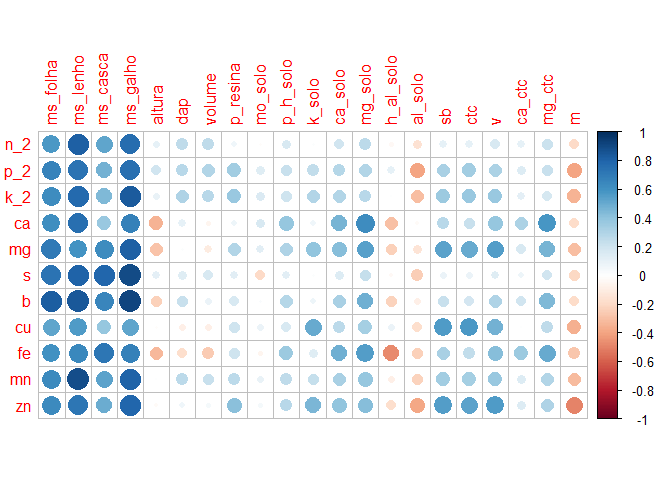 ms_folha
ms_lenho
ms_casca
ms_galho
altura
dap
volume
p_resina
mo_solo
p_h_solo
k_solo
ca_solo
mg_solo
h_al_solo
al_solo
sb
ctc
v
ca_ctc
mg_ctc
m
n_2
p_2
k_2
ca
mg
s
b
cu
fe
mn
zn
1
0.8
0.6
0.4
0.2
0
-0.2
-0.4
-0.6
-0.8
-1